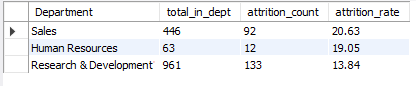 Department total_in_dept attrition_count attrition_rate
Sales 446 92 20.63
Human Resources 63 12 19.05
Research & Development 961 133 13.84